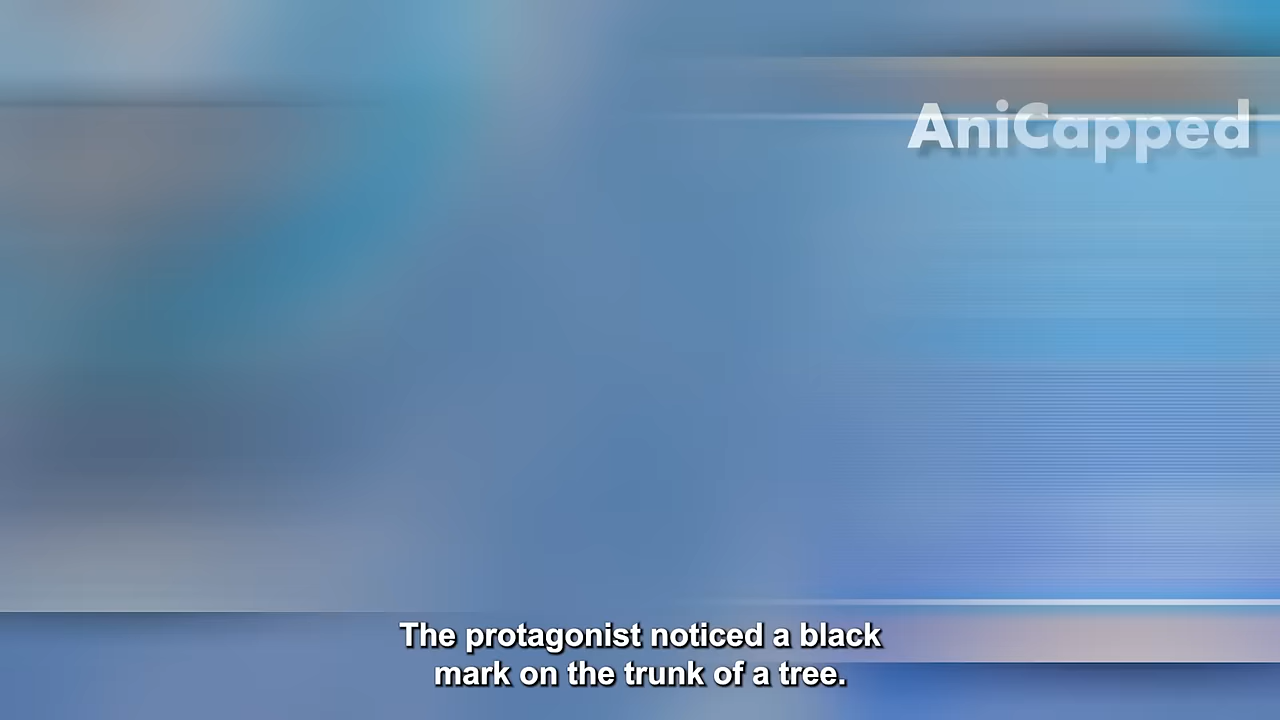 AniCapped
The protagonist noticed a black
mark on the trunk of a tree.